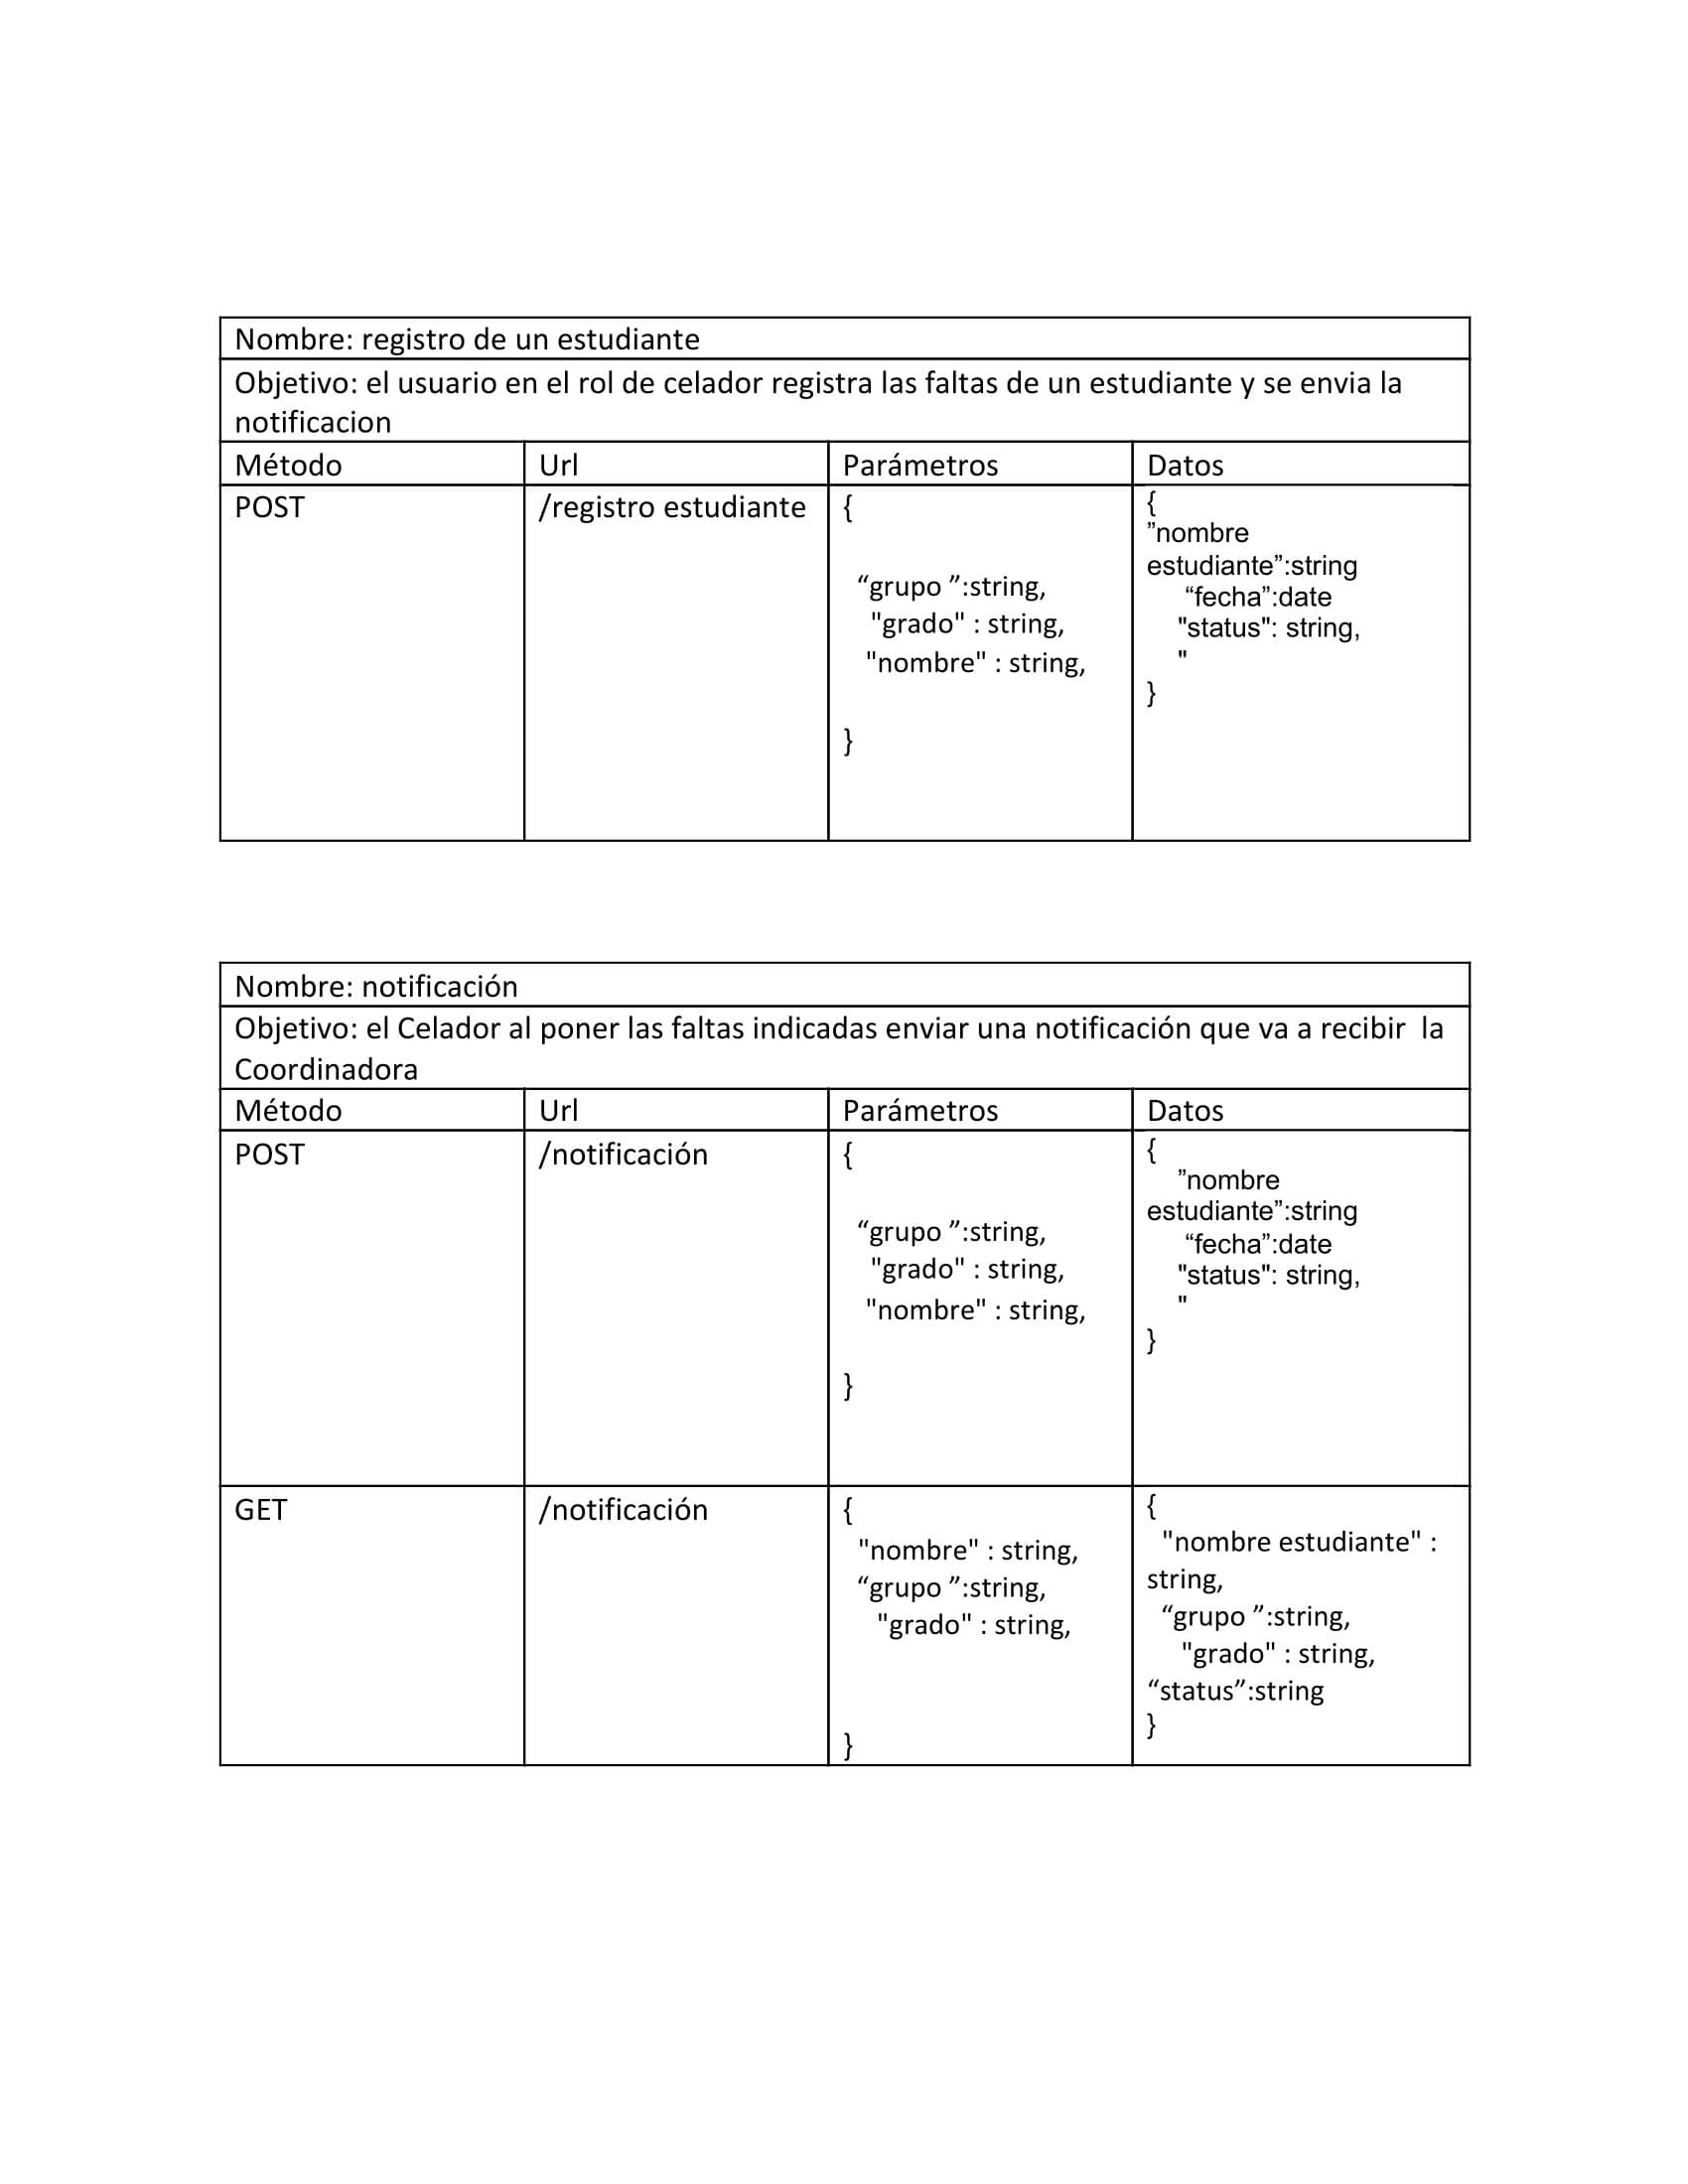 Nombre: registro de un estudiante
Objetivo: el usuario en el rol de celador registra las faltas de un estudiante y se envia la
notificacion
Método Url Parámetros Datos
POST /registro estudiante
{
“grupo ”:string,
"grado" : string,
"nombre" : string,
}
{
”nombre
estudiante”:string
“fecha”:date
"status": string,
"
}
Nombre: notificación
Objetivo: el Celador al poner las faltas indicadas enviar una notificación que va a recibir  la
Coordinadora
Método Url Parámetros Datos
POST /notificación
{
“grupo ”:string,
"grado" : string,
"nombre" : string,
}
{
”nombre
estudiante”:string
“fecha”:date
"status": string,
"
}
GET /notificación
{
"nombre" : string,
“grupo ”:string,
"grado" : string,
}
{
"nombre estudiante" :
string,
“grupo ”:string,
"grado" : string,
“status”:string
}